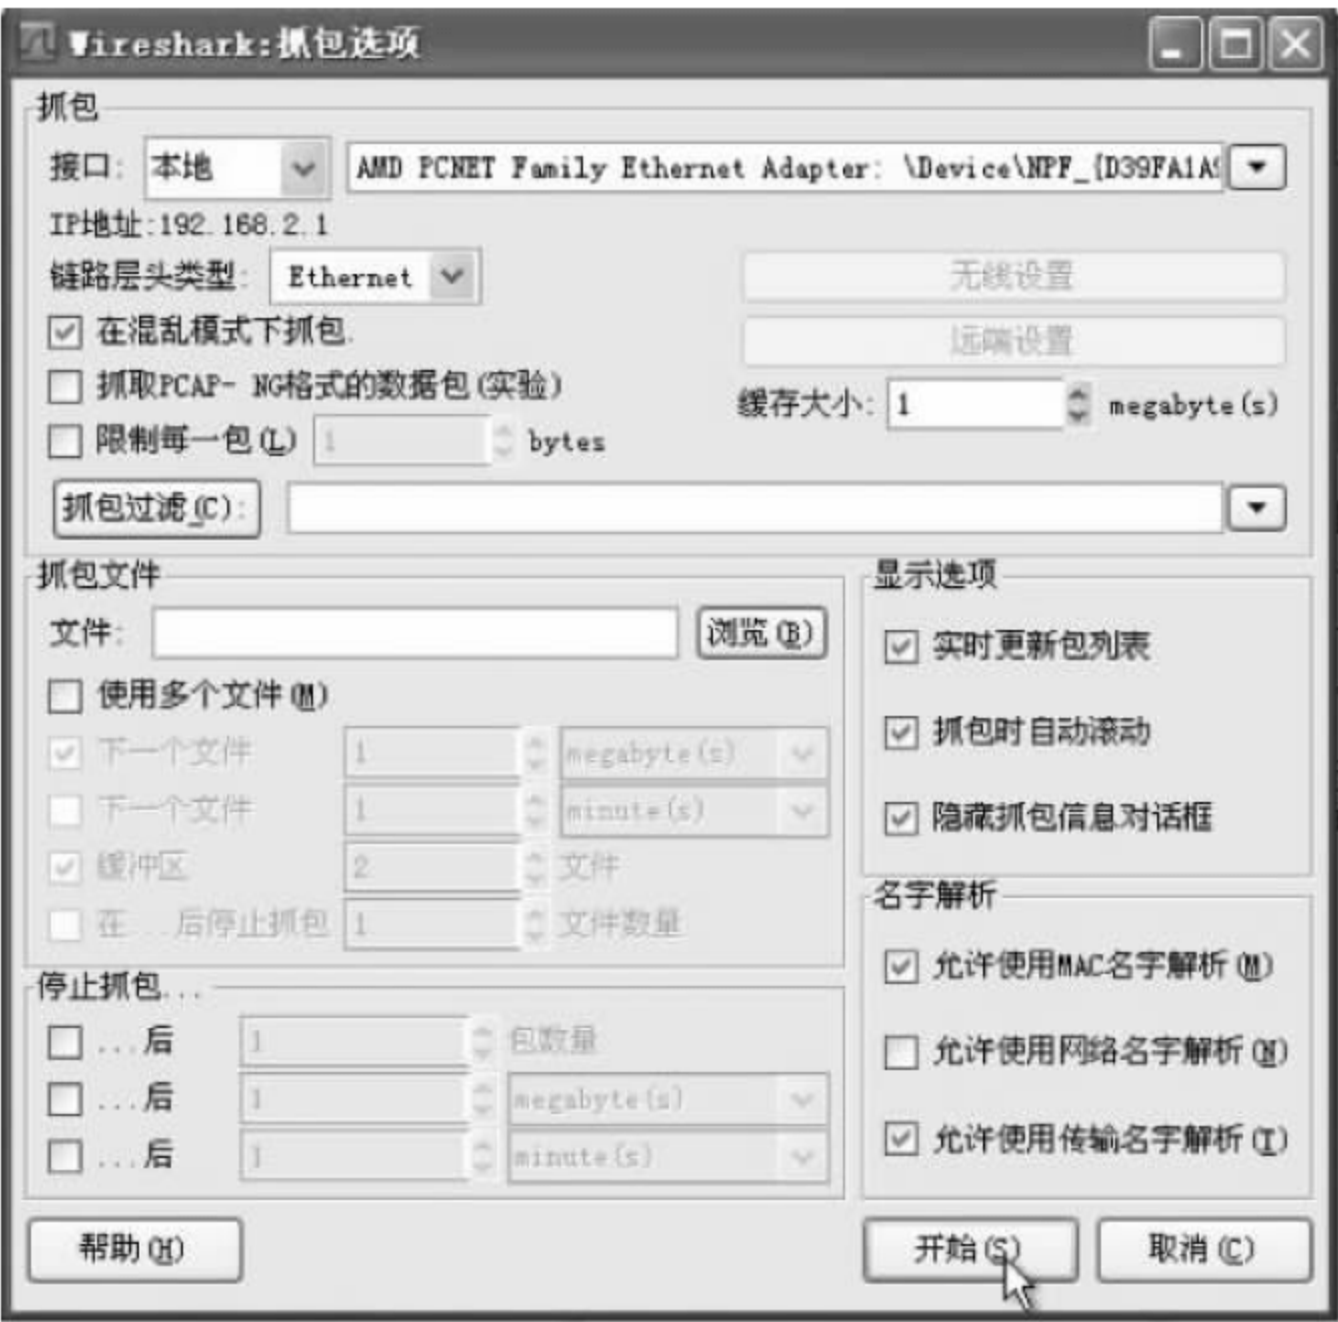 Wireshark:抓包选项
抓包
接口: 本地 AMD PCNET Family Ethernet Adapter: \Device\NPF_{D39FA1A9
IP地址:192.168.2.1
链路层头类型: Ethernet 无线设置
在混乱模式下抓包. 远端设置
抓取PCAP- NG格式的数据包(实验) 缓存大小: 1 megabyte(s)
限制每一包(L) 1 bytes
抓包过滤(C):
抓包文件
文件: 浏览(B)
使用多个文件(M)
下一个文件 1 megabyte(s)
下一个文件 1 minute(s)
缓冲区 2 文件
在...后停止抓包 1 文件数量
停止抓包...
...后 1 包数量
...后 1 megabyte(s)
...后 1 minute(s)
显示选项
实时更新包列表
抓包时自动滚动
隐藏抓包信息对话框
名字解析
允许使用MAC名字解析(M)
允许使用网络名字解析(N)
允许使用传输名字解析(T)
帮助(H) 开始(S) 取消(C)